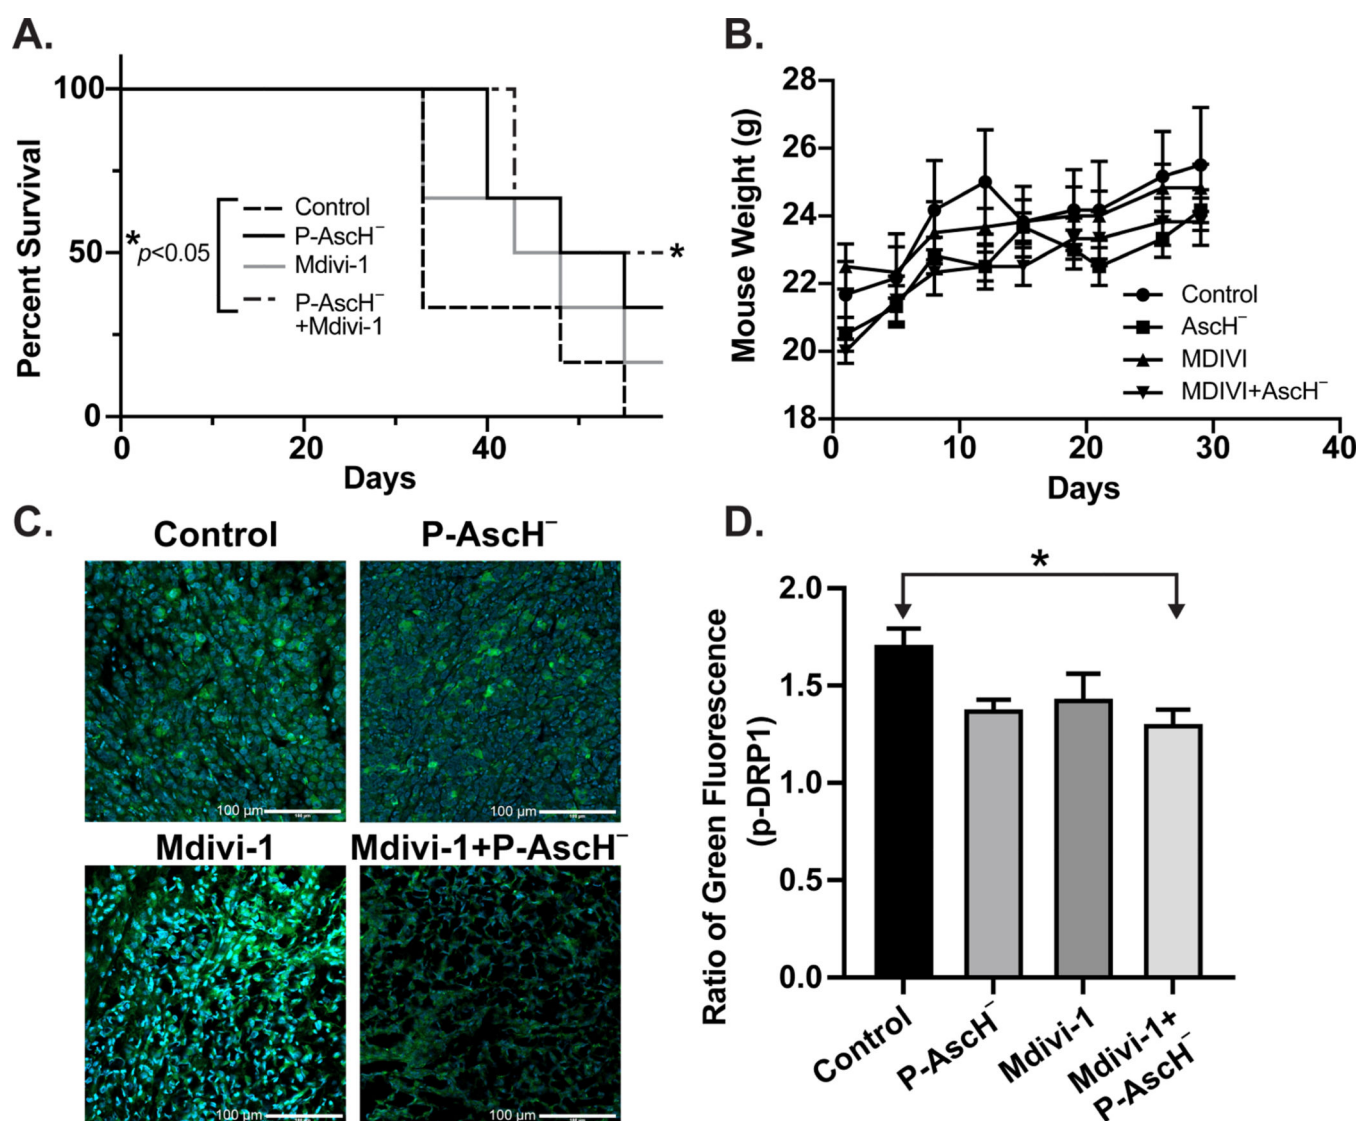 A.
100
50
0
Percent Survival
0
20
40
Days
*p<0.05
Control
P-AscH⁻
Mdivi-1
P-AscH⁻
+Mdivi-1
*
B.
28
26
24
22
20
18
Mouse Weight (g)
0
10
20
30
40
Days
Control
AscH⁻
MDIVI
MDIVI+AscH⁻
C.
Control
P-AscH⁻
100 µm
100 µm
Mdivi-1
Mdivi-1+P-AscH⁻
100 µm
100 µm
D.
*
2.0
1.5
1.0
0.5
0.0
Ratio of Green Fluorescence
(p-DRP1)
Control
P-AscH⁻
Mdivi-1
Mdivi-1+
P-AscH⁻